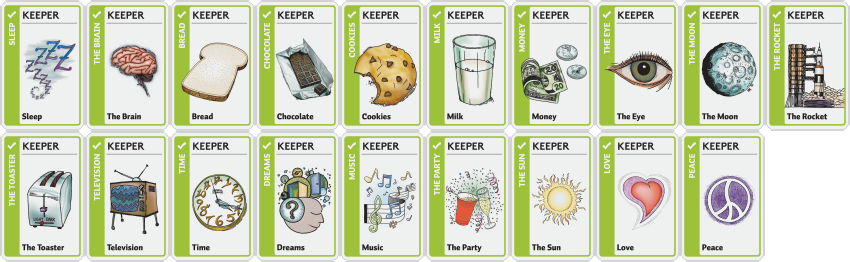 SLEEP
KEEPER
Sleep
THE BRAIN
KEEPER
The Brain
BREAD
KEEPER
Bread
CHOCOLATE
KEEPER
Chocolate
COOKIES
KEEPER
Cookies
MILK
KEEPER
Milk
MONEY
KEEPER
20
Money
THE EYE
KEEPER
The Eye
THE MOON
KEEPER
The Moon
THE ROCKET
KEEPER
The Rocket
THE TOASTER
KEEPER
LIGHT DARK
The Toaster
TELEVISION
KEEPER
Television
TIME
KEEPER
Time
DREAMS
KEEPER
?
Dreams
MUSIC
KEEPER
Music
THE PARTY
KEEPER
The Party
THE SUN
KEEPER
The Sun
LOVE
KEEPER
Love
PEACE
KEEPER
Peace